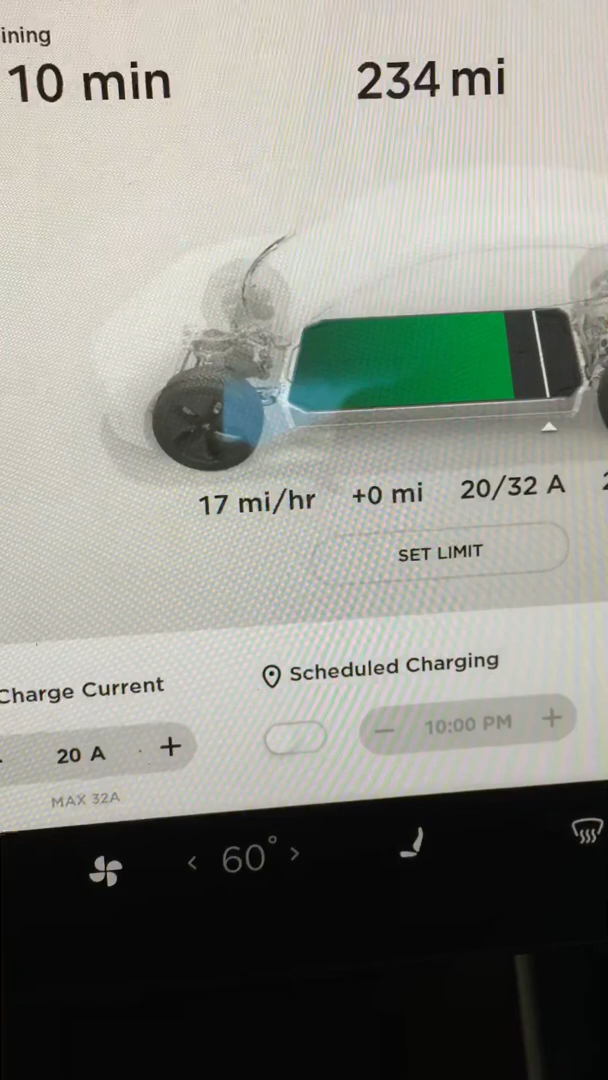 ining
10 min
234 mi
17 mi/hr +0 mi 20/32 A
SET LIMIT
Charge Current
Scheduled Charging
20 A +
− 10:00 PM +
MAX 32A
< 60° >